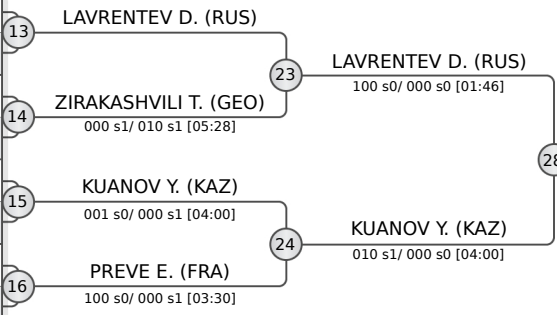 LAVRENTEV D. (RUS)
13
LAVRENTEV D. (RUS)
23
100 s0/ 000 s0 [01:46]
ZIRAKASHVILI T. (GEO)
14
000 s1/ 010 s1 [05:28]
28
KUANOV Y. (KAZ)
15
001 s0/ 000 s1 [04:00]
KUANOV Y. (KAZ)
24
010 s1/ 000 s0 [04:00]
PREVE E. (FRA)
16
100 s0/ 000 s1 [03:30]